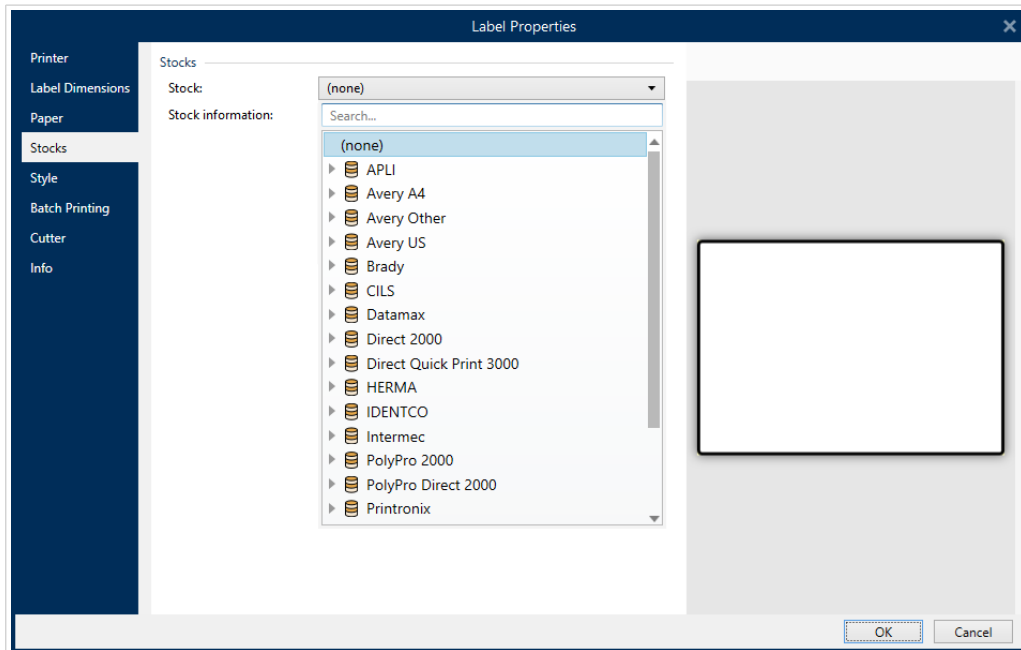 Label Properties
Printer
Label Dimensions
Paper
Stocks
Style
Batch Printing
Cutter
Info
Stocks
Stock: (none)
Stock information: Search...
(none)
APLI
Avery A4
Avery Other
Avery US
Brady
CILS
Datamax
Direct 2000
Direct Quick Print 3000
HERMA
IDENTCO
Intermec
PolyPro 2000
PolyPro Direct 2000
Printronix
OK Cancel